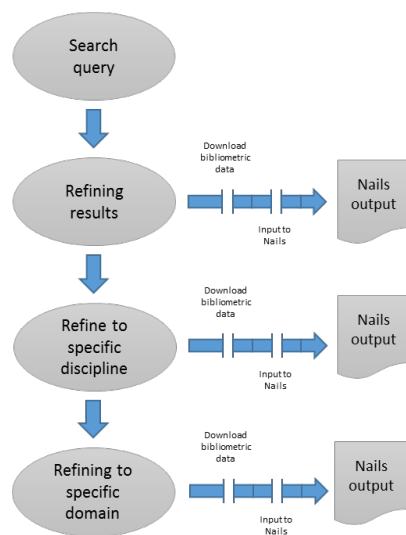 Search
query
Download
bibliometric
data
Refining
results
Nails
output
Input to
Nails
Download
bibliometric
data
Refine to
specific
discipline
Nails
output
Input to
Nails
Download
bibliometric
data
Refining to
specific
domain
Nails
output
Input to
Nails